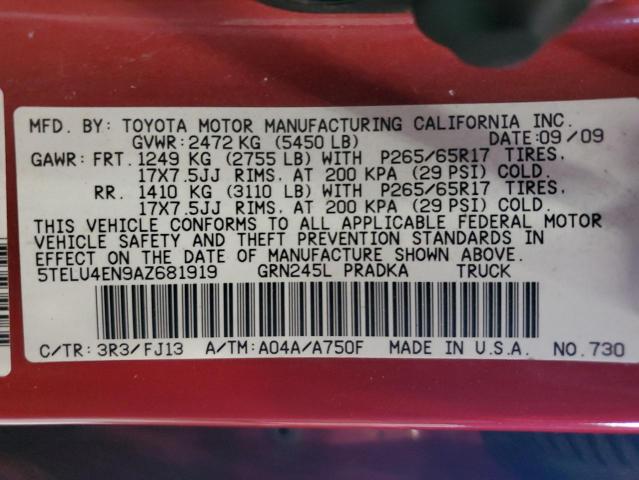 MFD. BY: TOYOTA MOTOR MANUFACTURING CALIFORNIA INC.
GVWR: 2472 KG (5450 LB) DATE: 09/09
GAWR: FRT. 1249 KG (2755 LB) WITH P265/65R17 TIRES,
17X7.5JJ RIMS, AT 200 KPA (29 PSI) COLD.
RR. 1410 KG (3110 LB) WITH P265/65R17 TIRES,
17X7.5JJ RIMS, AT 200 KPA (29 PSI) COLD.
THIS VEHICLE CONFORMS TO ALL APPLICABLE FEDERAL MOTOR
VEHICLE SAFETY AND THEFT PREVENTION STANDARDS IN
EFFECT ON THE DATE OF MANUFACTURE SHOWN ABOVE.
5TELU4EN9AZ681919 GRN245L PRADKA TRUCK
C/TR: 3R3/FJ13 A/TM: A04A/A750F MADE IN U.S.A. NO. 730